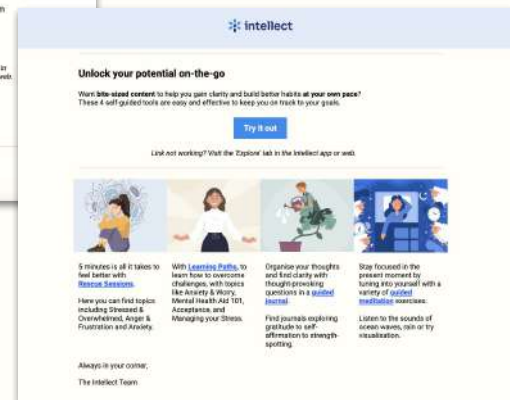 n
in
web.
intellect
Unlock your potential on-the-go
Want bite-sized content to help you gain clarity and build better habits at your own pace?
These 4 self-guided tools are easy and effective to keep you on track to your goals.
Try it out
Link not working? Visit the 'Explore' tab in the Intellect app or web.
5 minutes is all it takes to
feel better with
Rescue Sessions.
Here you can find topics
including Stressed &
Overwhelmed, Anger &
Frustration and Anxiety.
With Learning Paths, to
learn how to overcome
challenges, with topics
like Anxiety & Worry,
Mental Health Aid 101,
Acceptance, and
Managing your Stress.
Organise your thoughts
and find clarity with
thought-provoking
questions in a guided
journal.
Find journals exploring
gratitude to self-
affirmation to strength-
spotting.
Stay focused in the
present moment by
tuning into yourself with a
variety of guided
meditation exercises.
Listen to the sounds of
ocean waves, rain or try
visualisation.
Always in your corner,
The Intellect Team